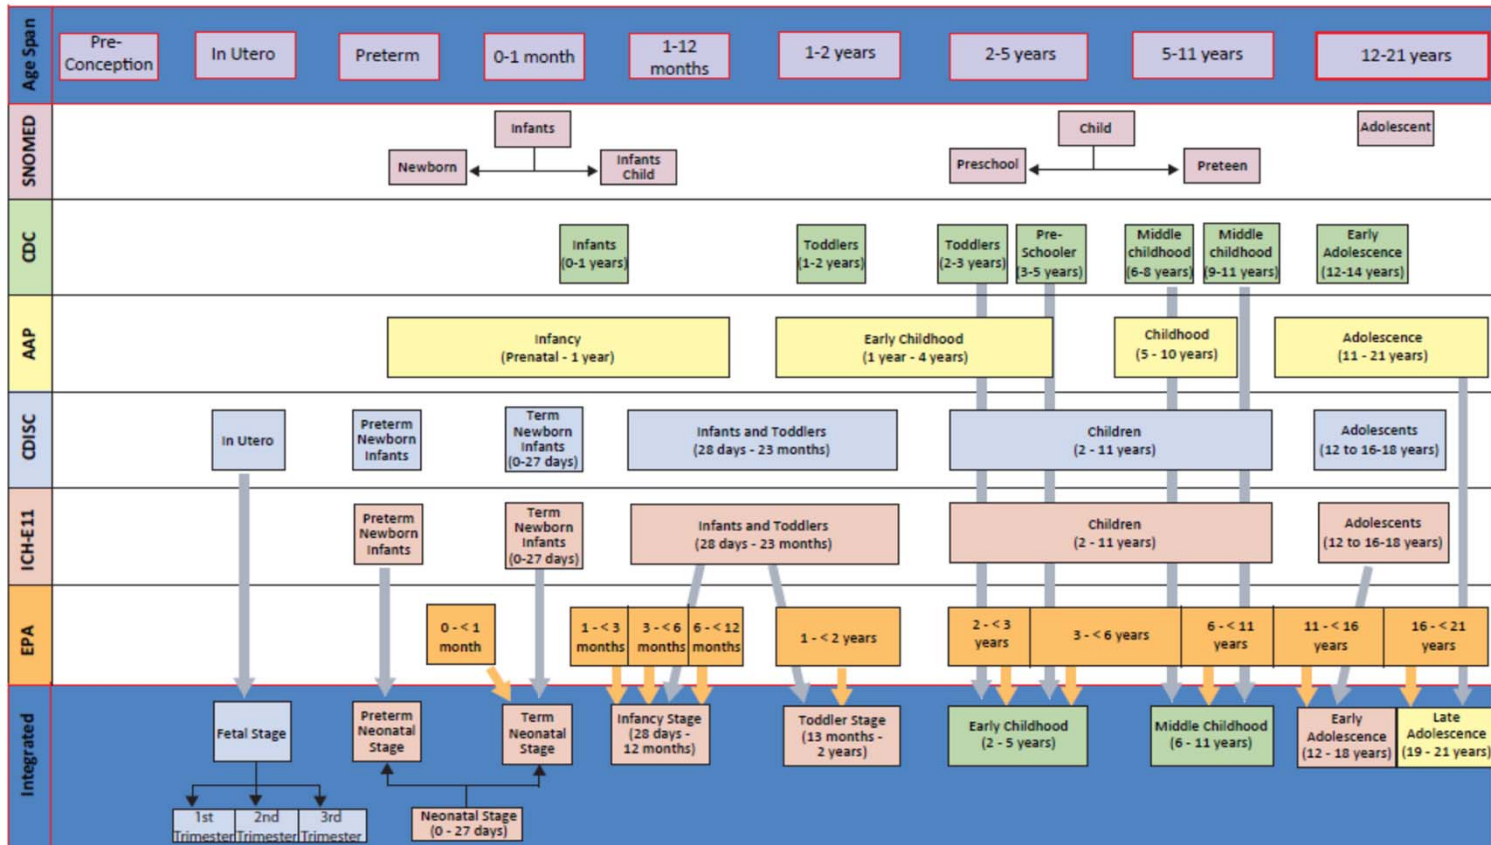 Age Span
Pre-
Conception
In Utero
Preterm
0-1 month
1-12
months
1-2 years
2-5 years
5-11 years
12-21 years
SNOMED
Infants
Newborn
Infants
Child
Child
Preschool
Preteen
Adolescent
CDC
Infants
(0-1 years)
Toddlers
(1-2 years)
Toddlers
(2-3 years)
Pre-
Schooler
(3-5 years)
Middle
childhood
(6-8 years)
Middle
childhood
(9-11 years)
Early
Adolescence
(12-14 years)
AAP
Infancy
(Prenatal - 1 year)
Early Childhood
(1 year - 4 years)
Childhood
(5 - 10 years)
Adolescence
(11 - 21 years)
CDISC
In Utero
Preterm
Newborn
Infants
Term
Newborn
Infants
(0-27 days)
Infants and Toddlers
(28 days - 23 months)
Children
(2 - 11 years)
Adolescents
(12 to 16-18 years)
ICH-E11
Preterm
Newborn
Infants
Term
Newborn
Infants
(0-27 days)
Infants and Toddlers
(28 days - 23 months)
Children
(2 - 11 years)
Adolescents
(12 to 16-18 years)
EPA
0 - < 1
month
1 - < 3
months
3 - < 6
months
6 - < 12
months
1 - < 2 years
2 - < 3
years
3 - < 6 years
6 - < 11
years
11 - < 16
years
16 - < 21
years
Integrated
Fetal Stage
Preterm
Neonatal
Stage
Term
Neonatal
Stage
Infancy Stage
(28 days -
12 months)
Toddler Stage
(13 months -
2 years)
Early Childhood
(2 - 5 years)
Middle Childhood
(6 - 11 years)
Early
Adolescence
(12 - 18 years)
Late
Adolescence
(19 - 21 years)
1st
Trimester
2nd
Trimester
3rd
Trimester
Neonatal Stage
(0 - 27 days)